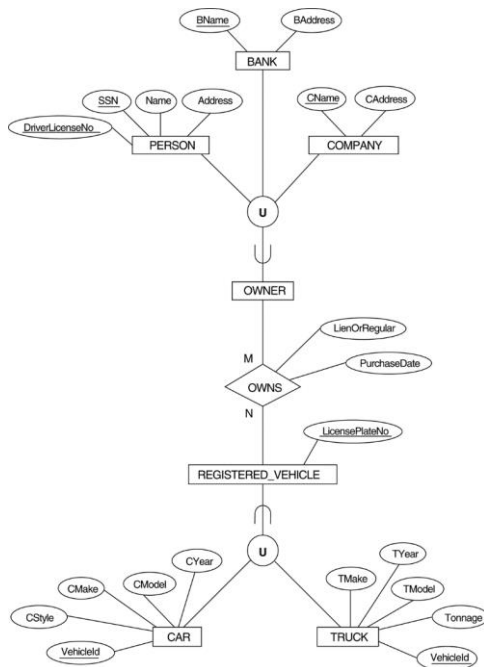 BName
BAddress
BANK
SSN
Name
Address
CName
CAddress
DriverLicenseNo
PERSON
COMPANY
U
OWNER
LienOrRegular
M
PurchaseDate
OWNS
N
LicensePlateNo
REGISTERED_VEHICLE
U
CYear
TYear
CModel
TMake
CMake
TModel
CStyle
Tonnage
VehicleId
CAR
TRUCK
VehicleId